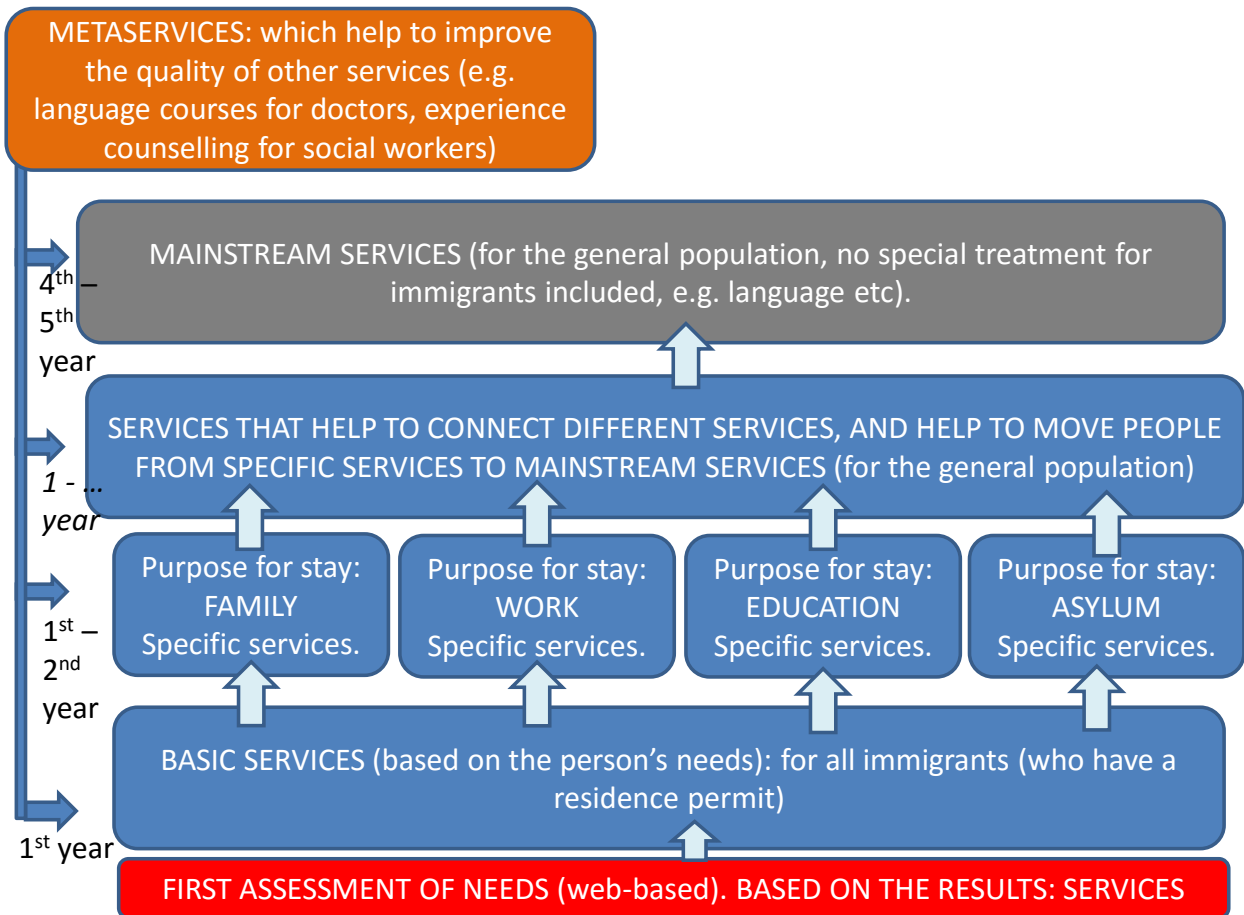 METASERVICES: which help to improve
the quality of other services (e.g.
language courses for doctors, experience
counselling for social workers)
MAINSTREAM SERVICES (for the general population, no special treatment for
immigrants included, e.g. language etc).
4th –
5th
year
SERVICES THAT HELP TO CONNECT DIFFERENT SERVICES, AND HELP TO MOVE PEOPLE
FROM SPECIFIC SERVICES TO MAINSTREAM SERVICES (for the general population)
1 - ...
year
Purpose for stay:
FAMILY
Specific services.
Purpose for stay:
WORK
Specific services.
Purpose for stay:
EDUCATION
Specific services.
Purpose for stay:
ASYLUM
Specific services.
1st –
2nd
year
BASIC SERVICES (based on the person's needs): for all immigrants (who have a
residence permit)
1st year
FIRST ASSESSMENT OF NEEDS (web-based). BASED ON THE RESULTS: SERVICES